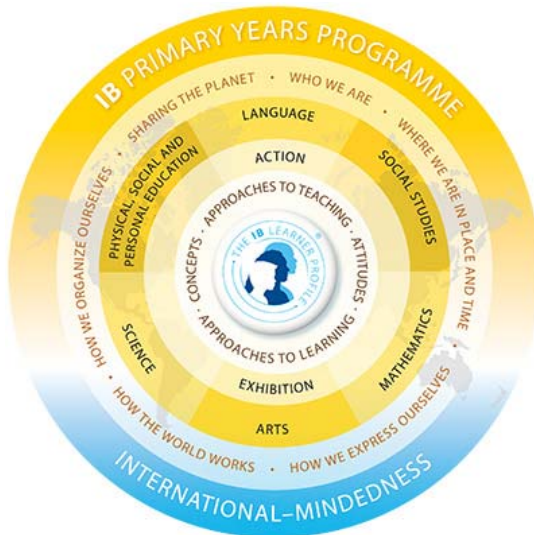 IB PRIMARY YEARS PROGRAMME
SHARING THE PLANET • WHO WE ARE • WHERE WE ARE IN PLACE AND TIME • HOW WE EXPRESS OURSELVES • HOW THE WORLD WORKS • HOW WE ORGANIZE OURSELVES •
LANGUAGE
SOCIAL STUDIES
MATHEMATICS
ARTS
SCIENCE
PHYSICAL, SOCIAL AND
PERSONAL EDUCATION
ACTION
EXHIBITION
APPROACHES TO TEACHING · ATTITUDES · APPROACHES TO LEARNING · CONCEPTS ·
THE IB LEARNER PROFILE
®
INTERNATIONAL–MINDEDNESS